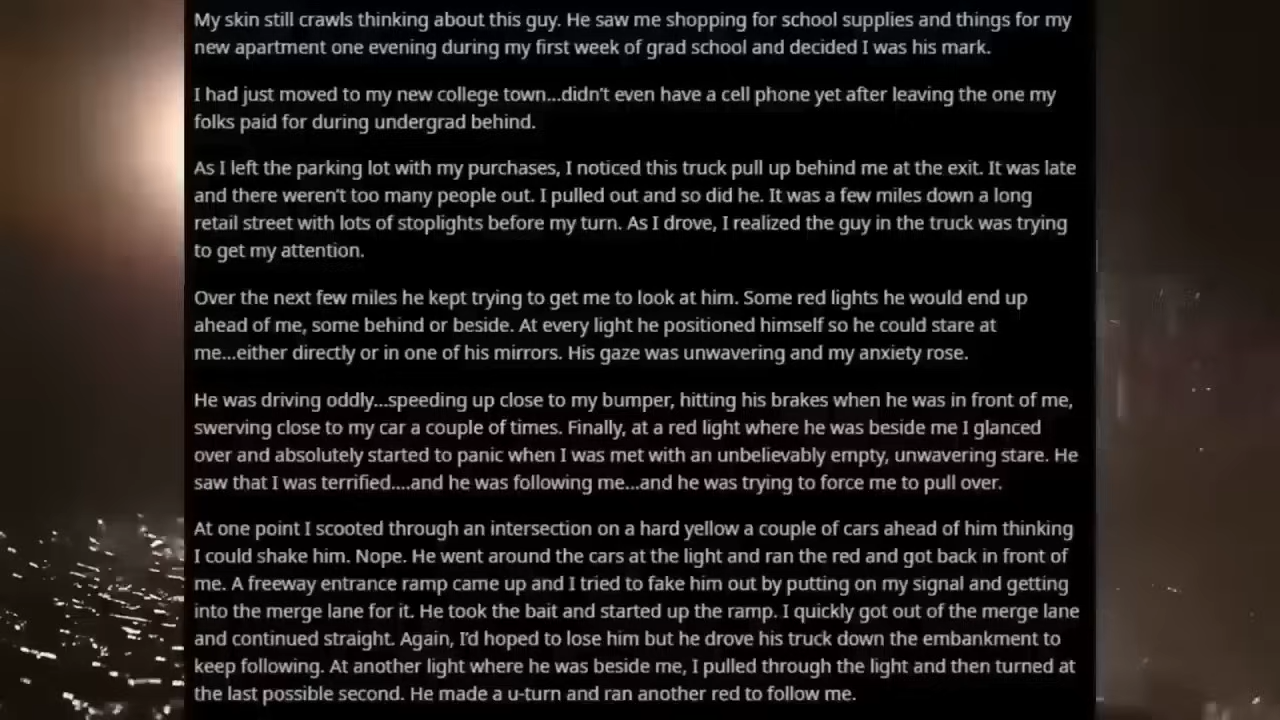 My skin still crawls thinking about this guy. He saw me shopping for school supplies and things for my
new apartment one evening during my first week of grad school and decided I was his mark.
I had just moved to my new college town...didn't even have a cell phone yet after leaving the one my
folks paid for during undergrad behind.
As I left the parking lot with my purchases, I noticed this truck pull up behind me at the exit. It was late
and there weren't too many people out. I pulled out and so did he. It was a few miles down a long
retail street with lots of stoplights before my turn. As I drove, I realized the guy in the truck was trying
to get my attention.
Over the next few miles he kept trying to get me to look at him. Some red lights he would end up
ahead of me, some behind or beside. At every light he positioned himself so he could stare at
me...either directly or in one of his mirrors. His gaze was unwavering and my anxiety rose.
He was driving oddly...speeding up close to my bumper, hitting his brakes when he was in front of me,
swerving close to my car a couple of times. Finally, at a red light where he was beside me I glanced
over and absolutely started to panic when I was met with an unbelievably empty, unwavering stare. He
saw that I was terrified....and he was following me...and he was trying to force me to pull over.
At one point I scooted through an intersection on a hard yellow a couple of cars ahead of him thinking
I could shake him. Nope. He went around the cars at the light and ran the red and got back in front of
me. A freeway entrance ramp came up and I tried to fake him out by putting on my signal and getting
into the merge lane for it. He took the bait and started up the ramp. I quickly got out of the merge lane
and continued straight. Again, I'd hoped to lose him but he drove his truck down the embankment to
keep following. At another light where he was beside me, I pulled through the light and then turned at
the last possible second. He made a u-turn and ran another red to follow me.